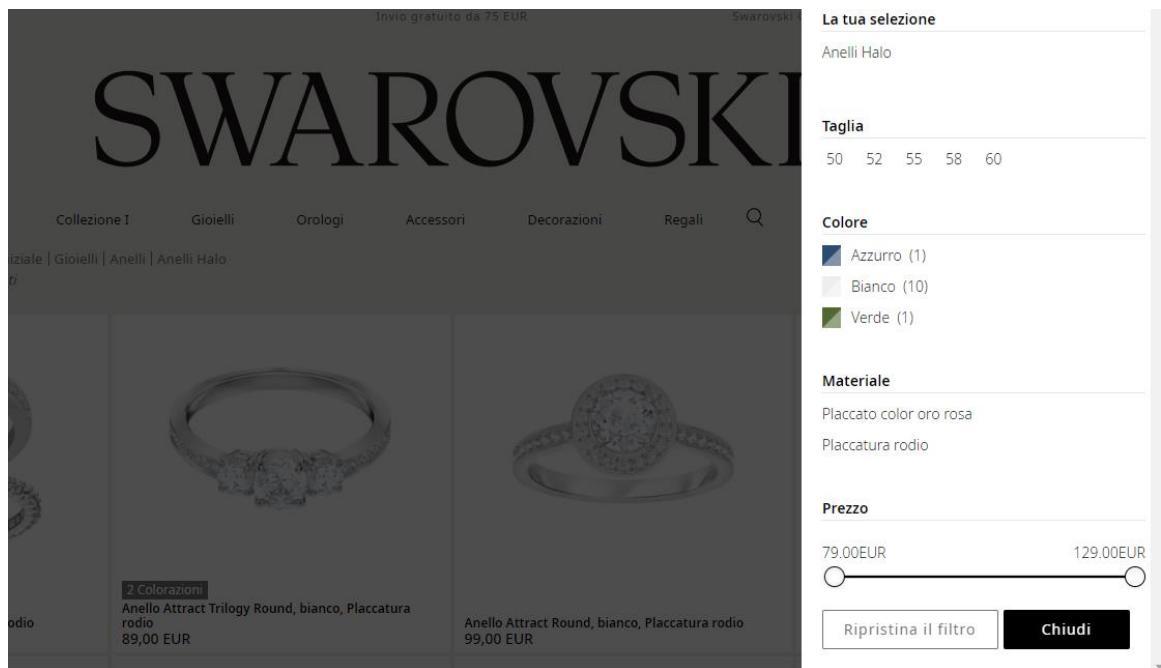 Invio gratuito da 75 EUR
Swarovski
SWAROVSKI
Collezione I
Gioielli
Orologi
Accessori
Decorazioni
Regali
| Gioielli | Anelli | Anelli Halo
2 Colorazioni
Anello Attract Trilogy Round, bianco, Placcatura
rodio
89,00 EUR
Anello Attract Round, bianco, Placcatura rodio
99,00 EUR
La tua selezione
Anelli Halo
Taglia
50 52 55 58 60
Colore
Azzurro (1)
Bianco (10)
Verde (1)
Materiale
Placcato color oro rosa
Placcatura rodio
Prezzo
79.00EUR 129.00EUR
Ripristina il filtro Chiudi